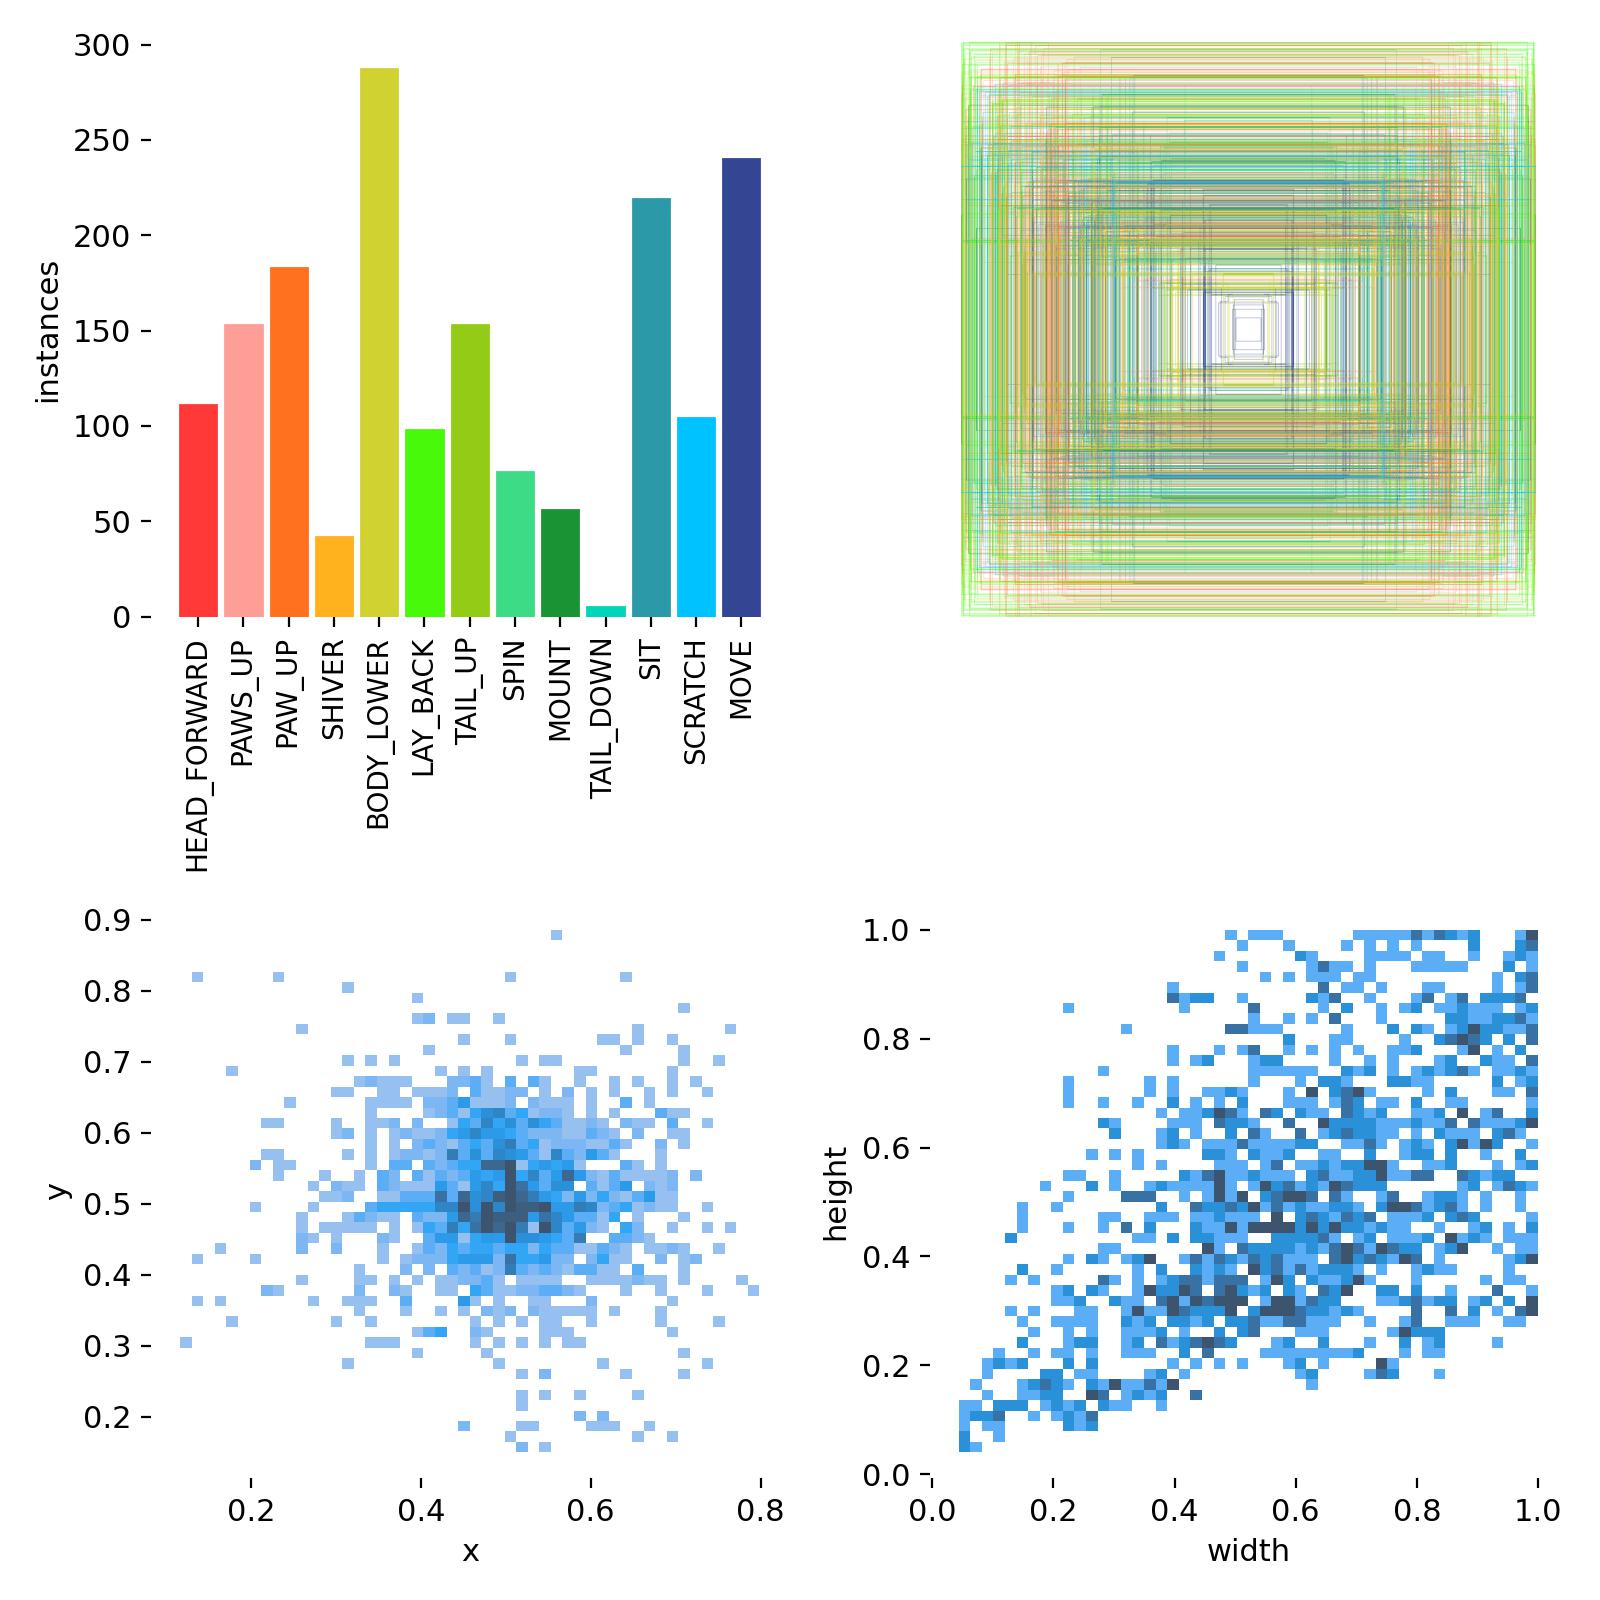 300
250
200
150
100
50
0
instances
HEAD_FORWARD
PAWS_UP
PAW_UP
SHIVER
BODY_LOWER
LAY_BACK
TAIL_UP
SPIN
MOUNT
TAIL_DOWN
SIT
SCRATCH
MOVE
0.9
0.8
0.7
0.6
0.5
0.4
0.3
0.2
y
0.2 0.4 0.6 0.8
x
1.0
0.8
0.6
0.4
0.2
0.0
height
0.0 0.2 0.4 0.6 0.8 1.0
width